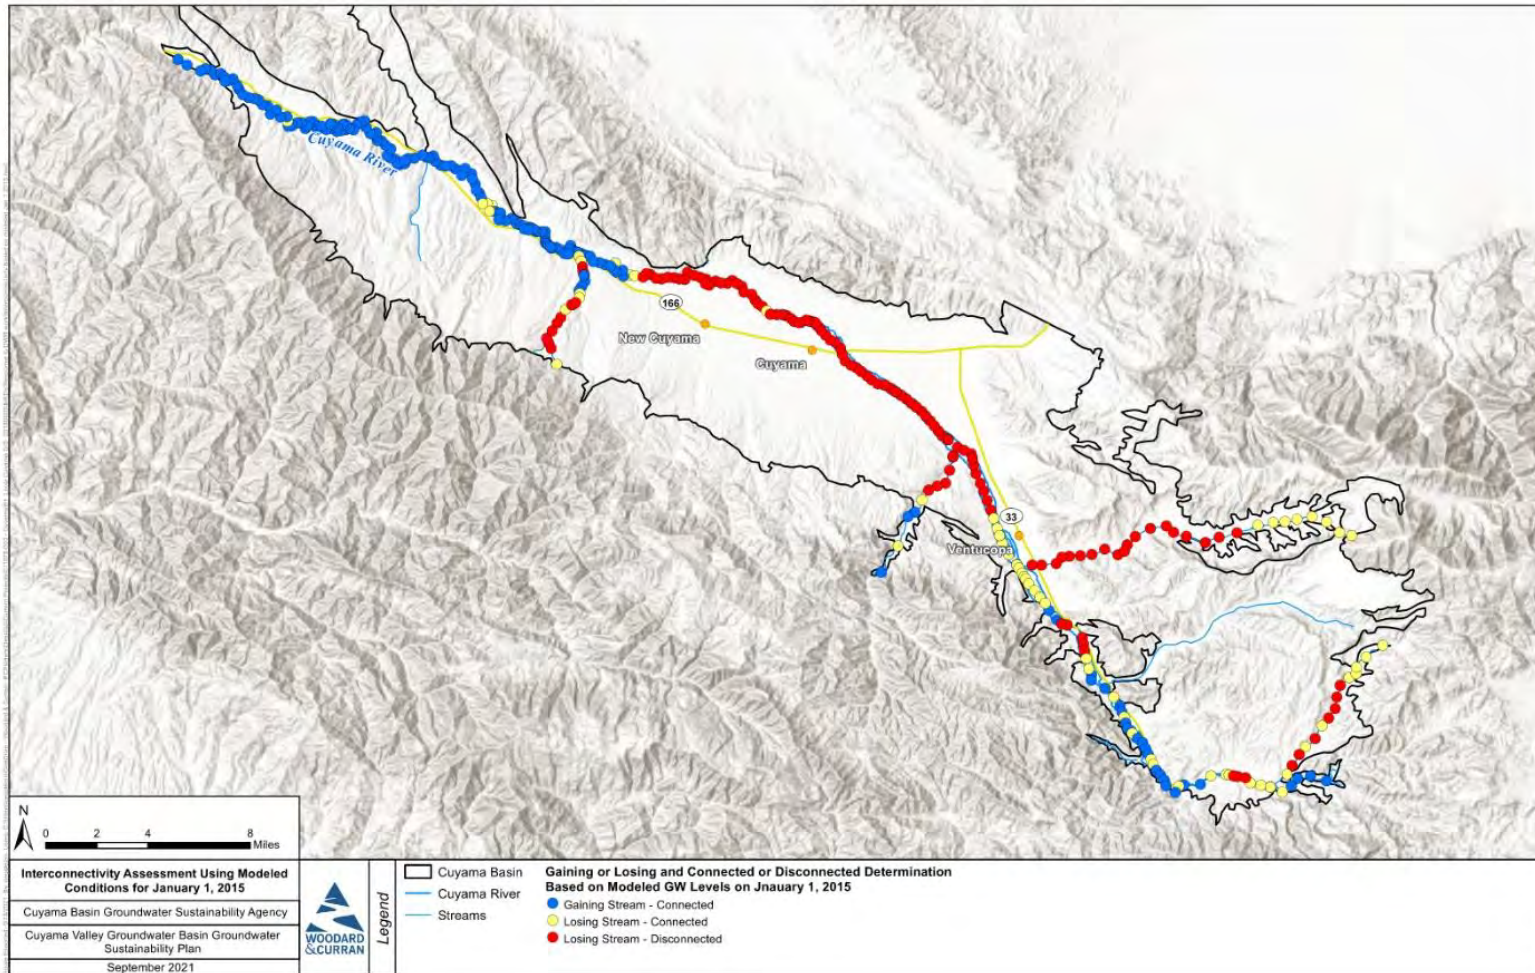 Cuyama River
166
New Cuyama
Cuyama
33
Ventucopa
N
0 2 4 8
Miles
Interconnectivity Assessment Using Modeled
Conditions for January 1, 2015
Cuyama Basin Groundwater Sustainability Agency
Cuyama Valley Groundwater Basin Groundwater
Sustainability Plan
September 2021
WOODARD
&CURRAN
Legend
Cuyama Basin
Cuyama River
Streams
Gaining or Losing and Connected or Disconnected Determination
Based on Modeled GW Levels on Jnauary 1, 2015
Gaining Stream - Connected
Losing Stream - Connected
Losing Stream - Disconnected